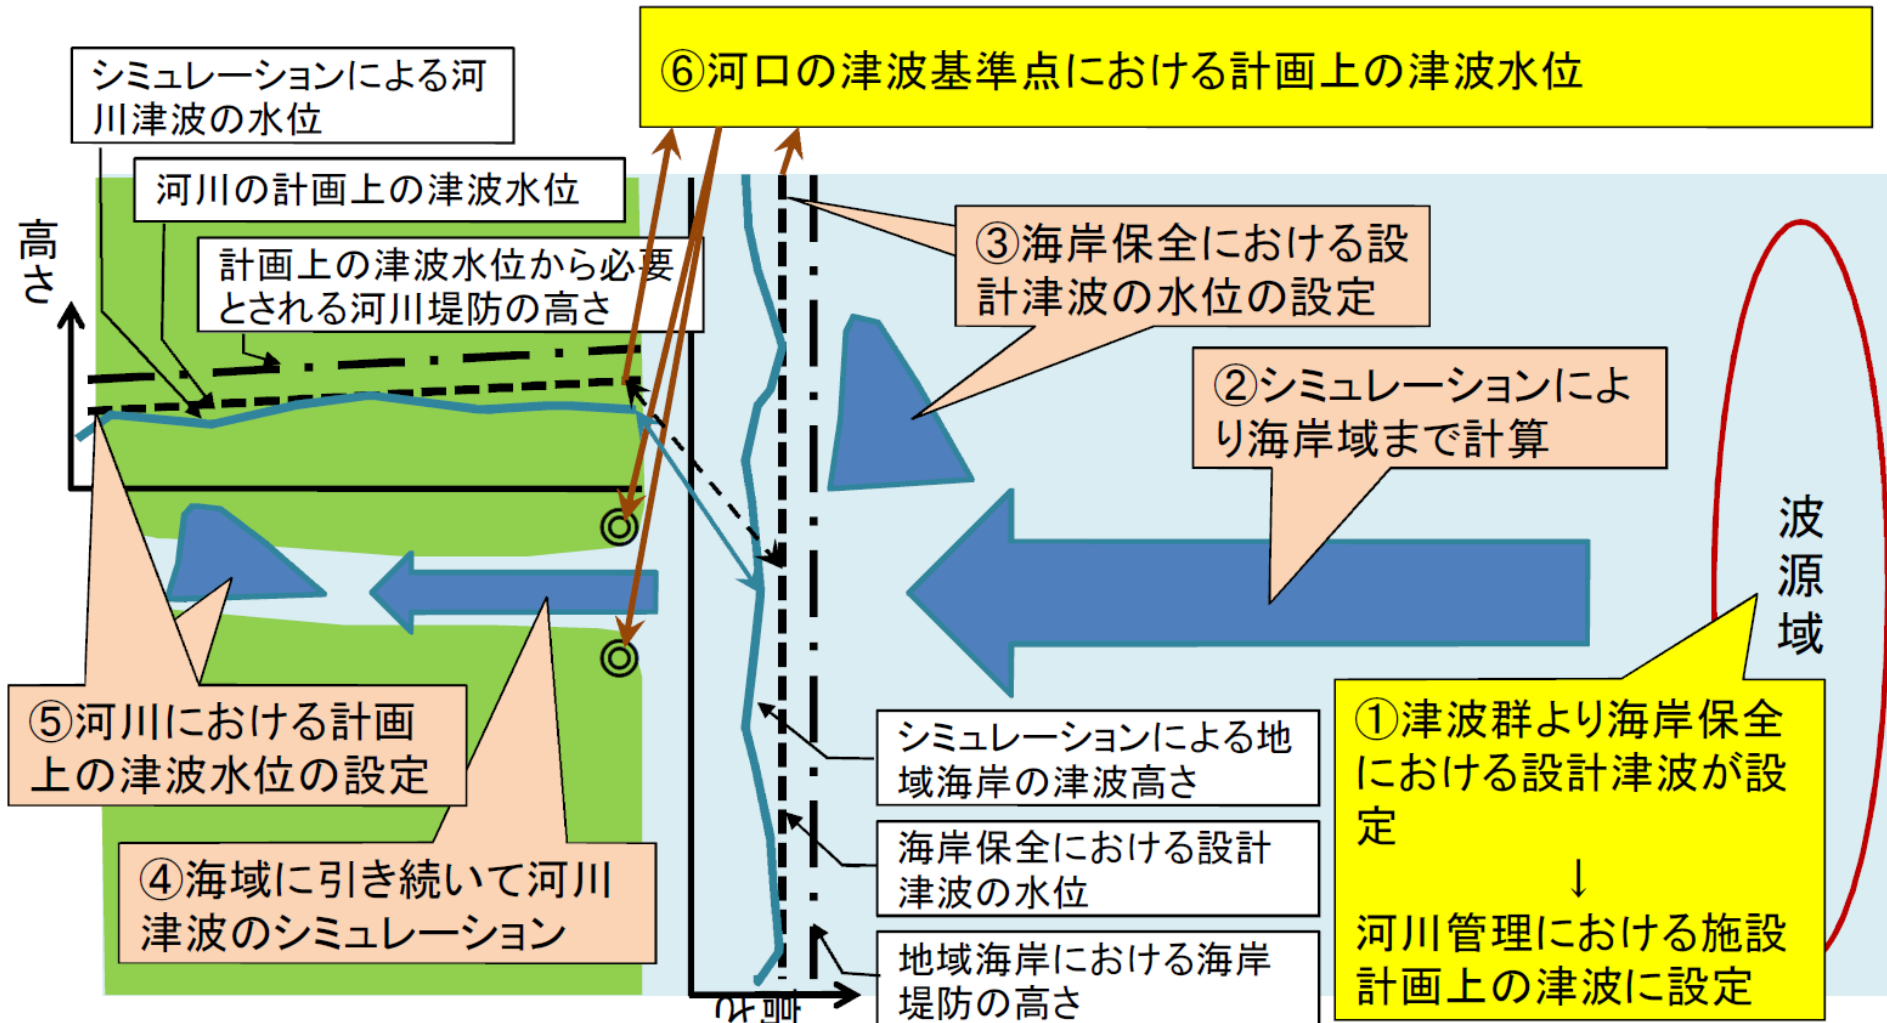 ⑥河口の津波基準点における計画上の津波水位
シミュレーションによる河
川津波の水位
河川の計画上の津波水位
計画上の津波水位から必要
とされる河川堤防の高さ
高さ
③海岸保全における設
計津波の水位の設定
②シミュレーションによ
り海岸域まで計算
波源域
①津波群より海岸保全
における設計津波が設
定
↓
河川管理における施設
計画上の津波に設定
⑤河川における計画
上の津波水位の設定
④海域に引き続いて河川
津波のシミュレーション
シミュレーションによる地
域海岸の津波高さ
海岸保全における設計
津波の水位
地域海岸における海岸
堤防の高さ